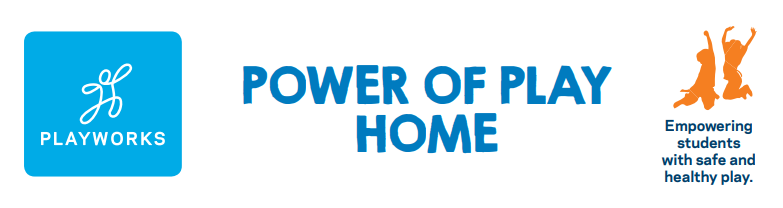 PLAYWORKS
POWER OF PLAY
HOME
Empowering
students
with safe and
healthy play.